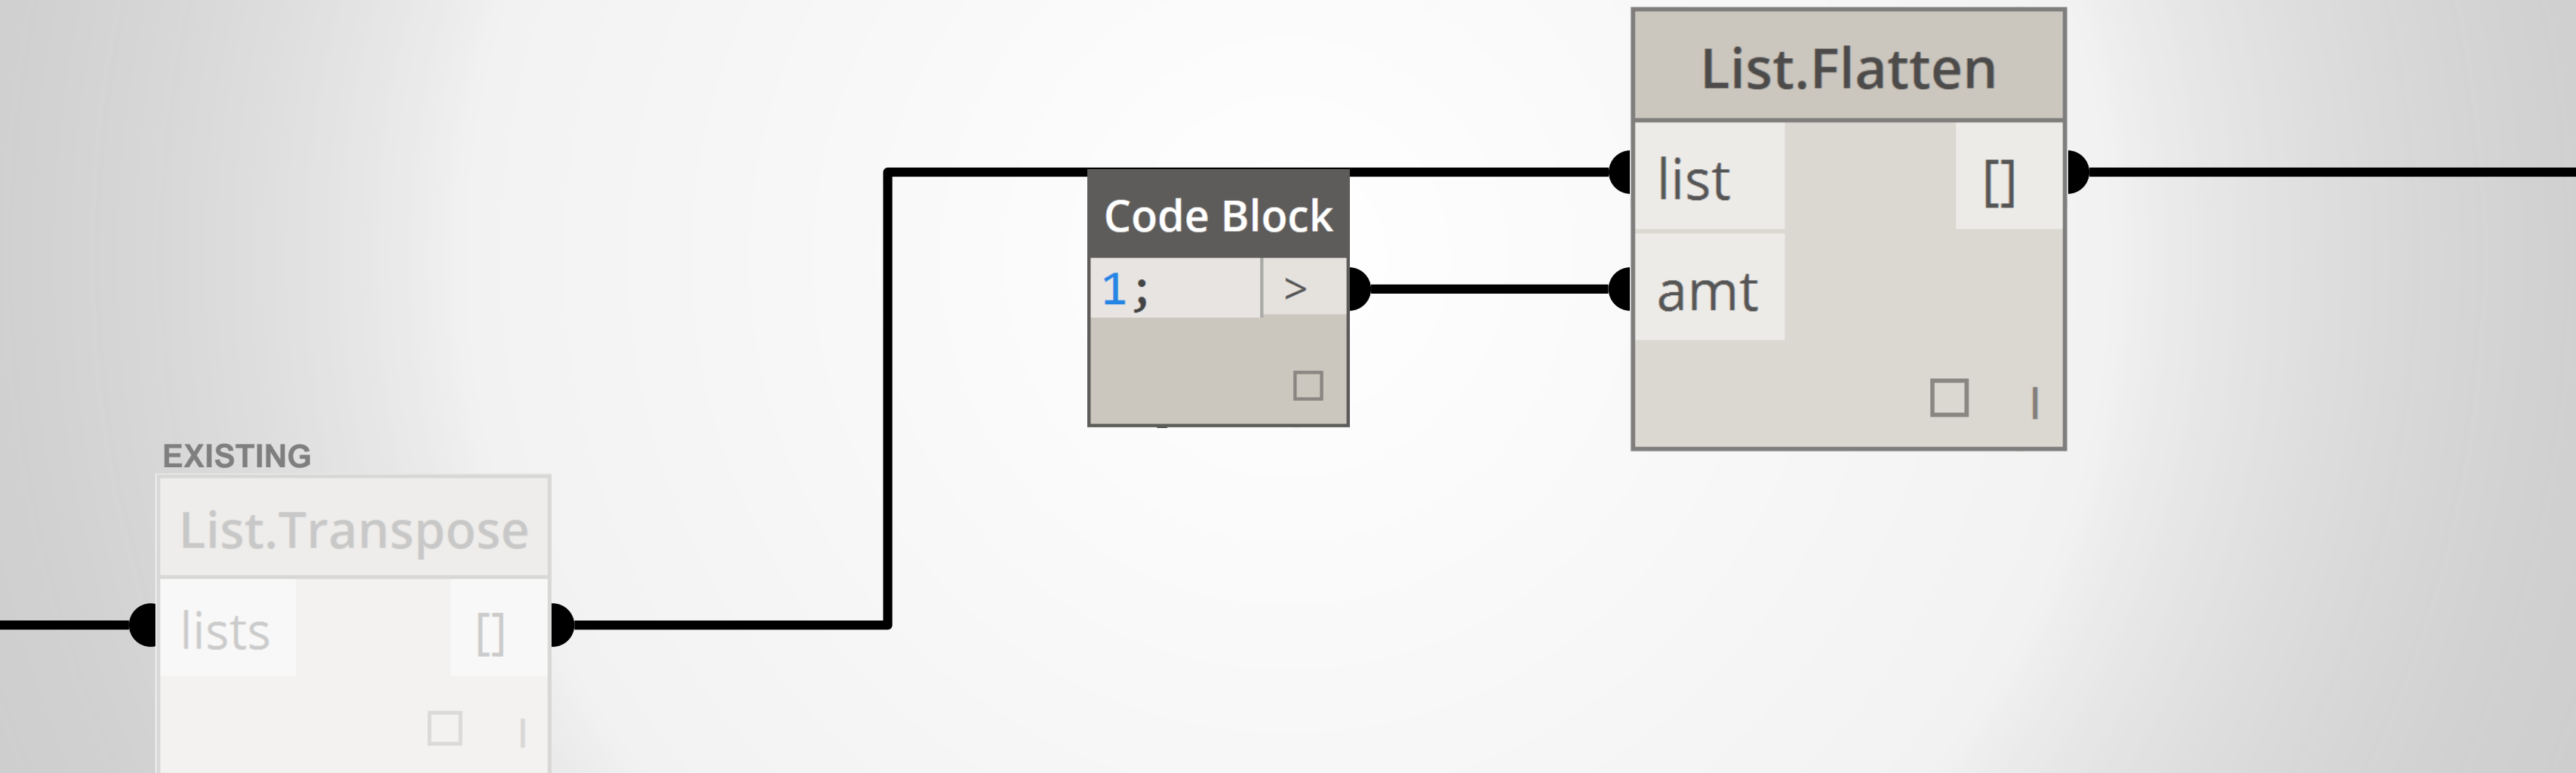 List.Flatten
list
[]
Code Block
1;
>
amt
EXISTING
List.Transpose
lists
[]